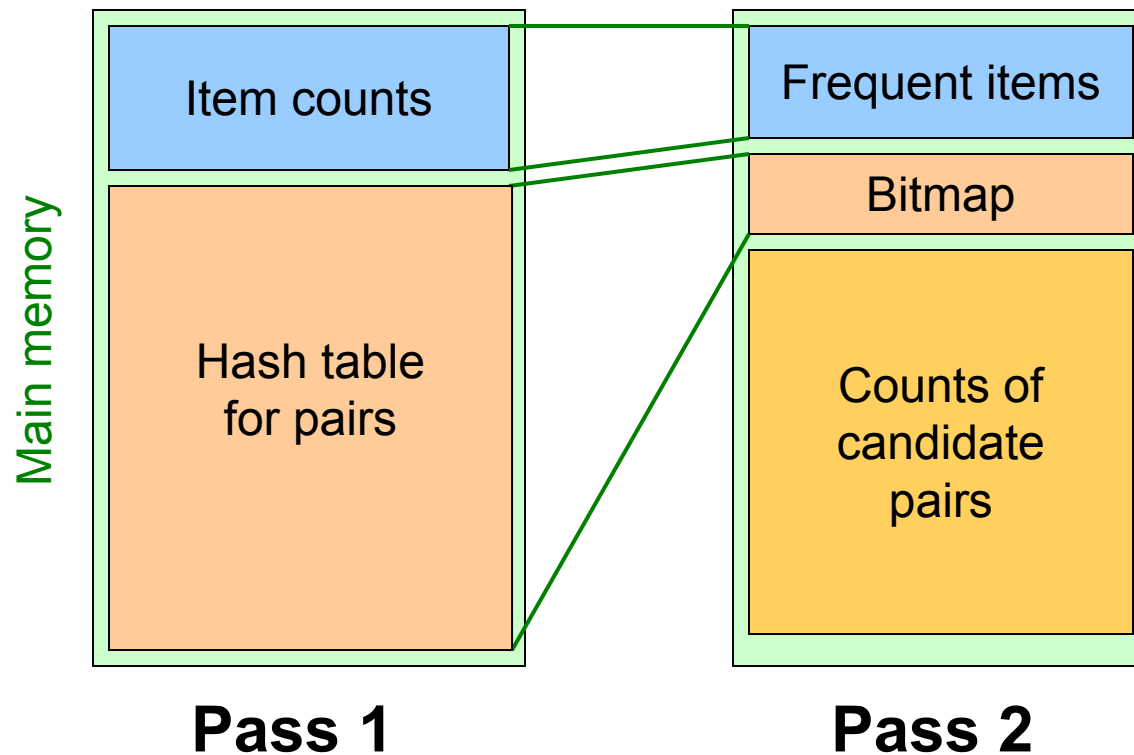 Main memory
Item counts
Hash table
for pairs
Pass 1
Frequent items
Bitmap
Counts of
candidate
pairs
Pass 2